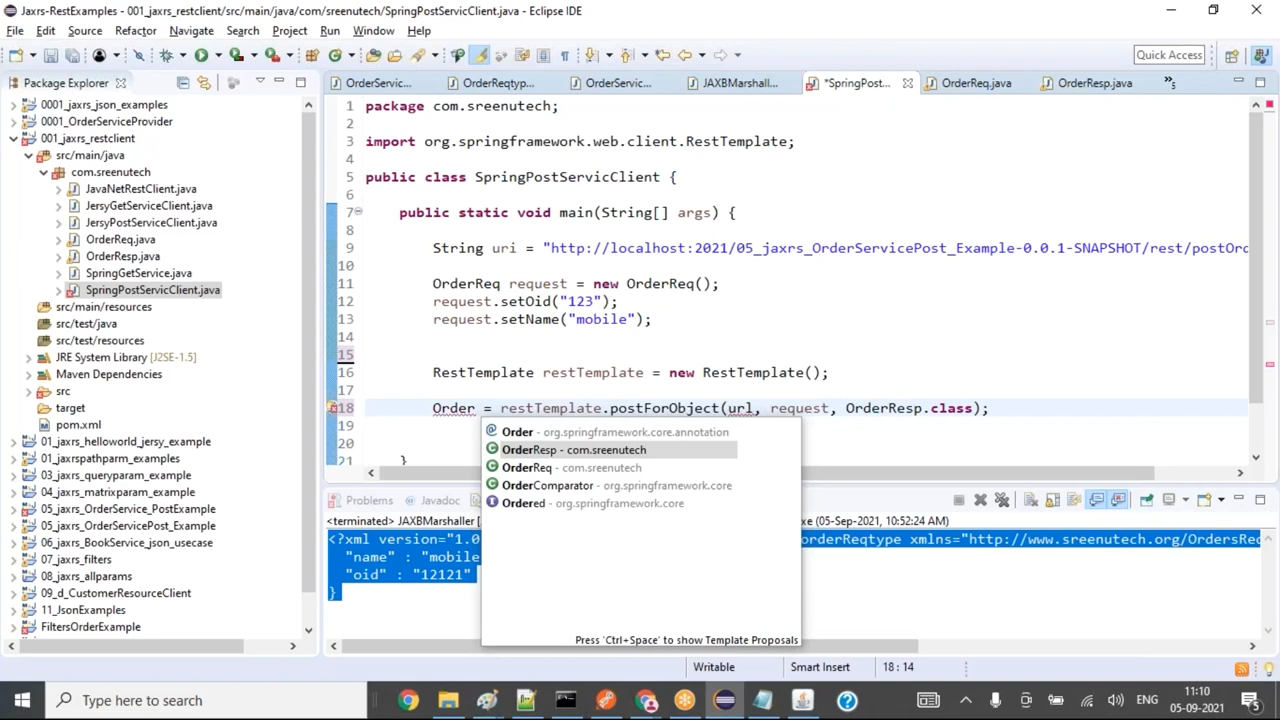 Jaxrs-RestExamples - 001_jaxrs_restclient/src/main/java/com/sreenutech/SpringPostServicClient.java - Eclipse IDE
File Edit Source Refactor Navigate Search Project Run Window Help
Quick Access
Package Explorer
OrderServic... OrderReqtyp... OrderServic... JAXBMarshall... *SpringPost... OrderReq.java OrderResp.java »5
0001_jaxrs_json_examples
0001_OrderServiceProvider
001_jaxrs_restclient
src/main/java
com.sreenutech
JavaNetRestClient.java
JersyGetServiceClient.java
JersyPostServiceClient.java
OrderReq.java
OrderResp.java
SpringGetService.java
SpringPostServicClient.java
src/main/resources
src/test/java
src/test/resources
JRE System Library [J2SE-1.5]
Maven Dependencies
src
target
pom.xml
01_jaxrs_helloworld_jersy_example
01_jaxrspathparm_example
03_jaxrs_queryparam_example
04_jaxrs_matrixparam_example
05_jaxrs_OrderService_PostExample
05_jaxrs_OrderServicePost_Example
06_jaxrs_BookService_json_usecase
07_jaxrs_filters
08_jaxrs_allparams
09_d_CustomerResourceClient
11_JsonExamples
FiltersOrderExample
1 package com.sreenutech;
2
3 import org.springframework.web.client.RestTemplate;
4
5 public class SpringPostServicClient {
6
7 public static void main(String[] args) {
8
9 String uri = "http://localhost:2021/05_jaxrs_OrderServicePost_Example-0.0.1-SNAPSHOT/rest/postOrd
10
11 OrderReq request = new OrderReq();
12 request.setOid("123");
13 request.setName("mobile");
14
15
16 RestTemplate restTemplate = new RestTemplate();
17
18 Order = restTemplate.postForObject(url, request, OrderResp.class);
19
20
21 }
Order - org.springframework.core.annotation
OrderResp - com.sreenutech
OrderReq - com.sreenutech
OrderComparator - org.springframework.core
Ordered - org.springframework.core
Press 'Ctrl+Space' to show Template Proposals
Problems @ Javadoc
<terminated> JAXBMarshaller [ xe (05-Sep-2021, 10:52:24 AM)
<?xml version="1.0 orderReqtype xmlns="http://www.sreenutech.org/OrdersReq
"name" : "mobile
"oid" : "12121"
}
Writable Smart Insert 18 : 14
Type here to search
ENG
11:10
05-09-2021
5